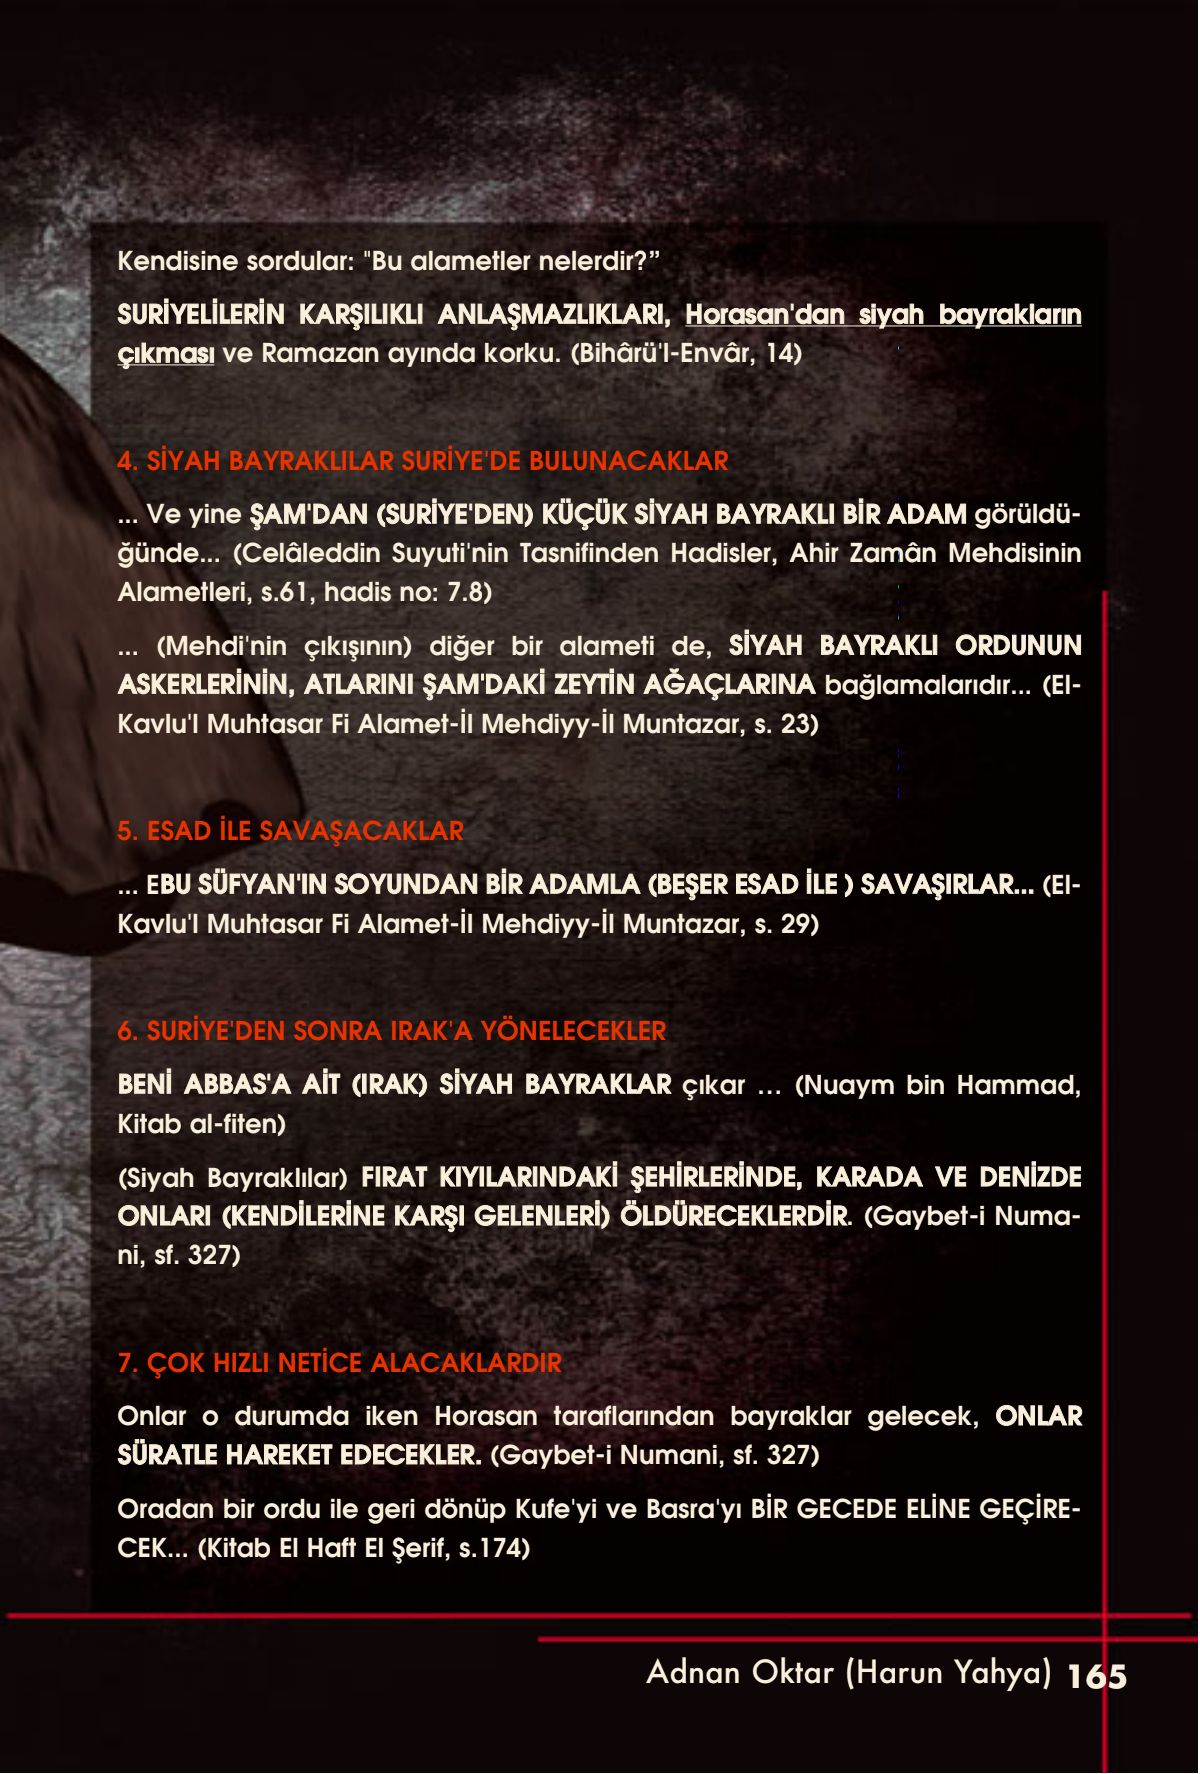 Kendisine sordular: "Bu alametler nelerdir?”
SURİYELİLERİN KARŞILIKLI ANLAŞMAZLIKLARI, Horasan'dan siyah bayrakların
çıkması ve Ramazan ayında korku. (Bihârü'l-Envâr, 14)
4. SİYAH BAYRAKLILAR SURİYE'DE BULUNACAKLAR
... Ve yine ŞAM'DAN (SURİYE'DEN) KÜÇÜK SİYAH BAYRAKLI BİR ADAM görüldü-
ğünde... (Celâleddin Suyuti'nin Tasnifinden Hadisler, Ahir Zamân Mehdisinin
Alametleri, s.61, hadis no: 7.8)
... (Mehdi'nin çıkışının) diğer bir alameti de, SİYAH BAYRAKLI ORDUNUN
ASKERLERİNİN, ATLARINI ŞAM'DAKİ ZEYTİN AĞAÇLARINA bağlamalarıdır... (El-
Kavlu'l Muhtasar Fi Alamet-İl Mehdiyy-İl Muntazar, s. 23)
5. ESAD İLE SAVAŞACAKLAR
... EBU SÜFYAN'IN SOYUNDAN BİR ADAMLA (BEŞER ESAD İLE ) SAVAŞIRLAR... (El-
Kavlu'l Muhtasar Fi Alamet-İl Mehdiyy-İl Muntazar, s. 29)
6. SURİYE'DEN SONRA IRAK'A YÖNELECEKLER
BENİ ABBAS'A AİT (IRAK) SİYAH BAYRAKLAR çıkar ... (Nuaym bin Hammad,
Kitab al-fiten)
(Siyah Bayraklılar) FIRAT KIYILARINDAKİ ŞEHİRLERİNDE, KARADA VE DENİZDE
ONLARI (KENDİLERİNE KARŞI GELENLERİ) ÖLDÜRECEKLERDİR. (Gaybet-i Numa-
ni, sf. 327)
7. ÇOK HIZLI NETİCE ALACAKLARDIR
Onlar o durumda iken Horasan taraflarından bayraklar gelecek, ONLAR
SÜRATLE HAREKET EDECEKLER. (Gaybet-i Numani, sf. 327)
Oradan bir ordu ile geri dönüp Kufe'yi ve Basra'yı BİR GECEDE ELİNE GEÇİRE-
CEK... (Kitab El Haft El Şerif, s.174)
Adnan Oktar (Harun Yahya) 165